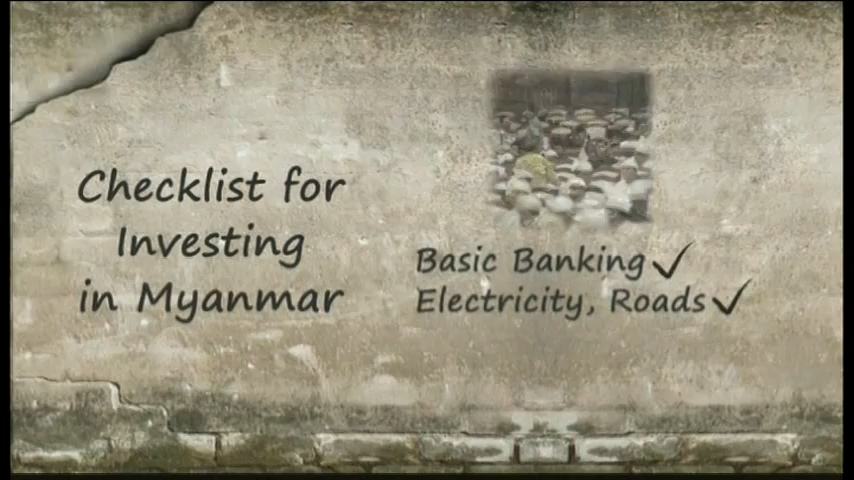 Checklist for
Investing
in Myanmar
Basic Banking ✓
Electricity, Roads ✓